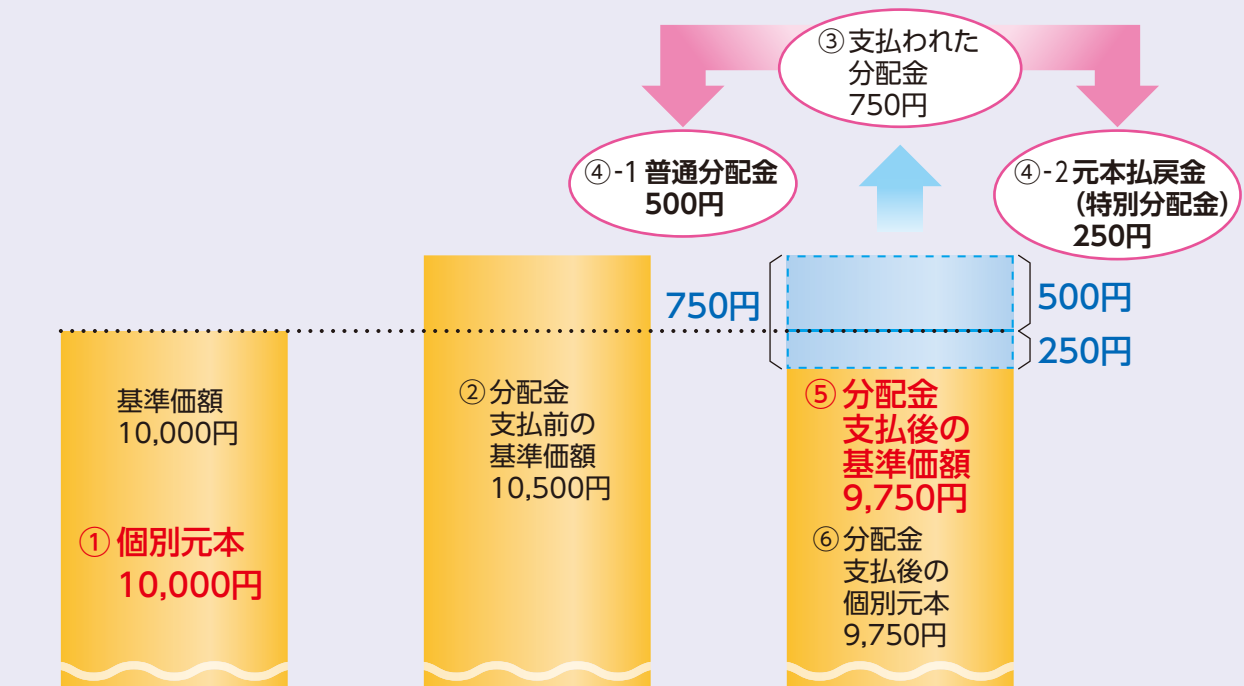 ③支払われた
分配金
750円
④-1 普通分配金
500円
④-2 元本払戻金
(特別分配金)
250円
750円
500円
250円
基準価額
10,000円
① 個別元本
10,000円
②分配金
支払前の
基準価額
10,500円
⑤ 分配金
支払後の
基準価額
9,750円
⑥分配金
支払後の
個別元本
9,750円